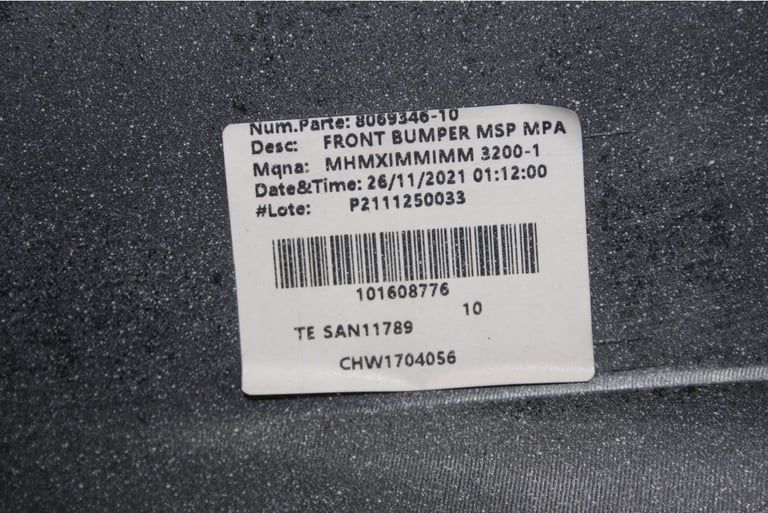 Num.Parte: 8069346-10
Desc: FRONT BUMPER MSP MPA
Mqna: MHMXIMMIMM 3200-1
Date&Time: 26/11/2021 01:12:00
#Lote: P2111250033
101608776
10
TE SAN11789
CHW1704056